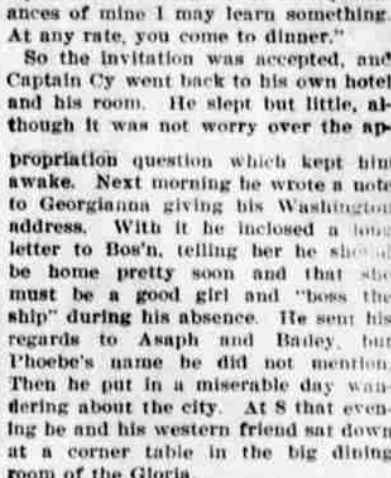 ances of mine I may learn something.
At any rate, you come to dinner."
So the invitation was accepted, and
Captain Cy went back to his own hotel
and his room. He slept but little, al-
though it was not worry over the ap-
propriation question which kept him
awake. Next morning he wrote a note
to Georgianna giving his Washington
address. With it he inclosed a long
letter to Bos'n, telling her he should
be home pretty soon and that she
must be a good girl and "boss the
ship" during his absence. He sent his
regards to Asaph and Bailey, but
Phoebe's name he did not mention.
Then he put in a miserable day wan-
dering about the city. At 8 that even-
ing he and his western friend sat down
at a corner table in the big dining
room of the Gloria.